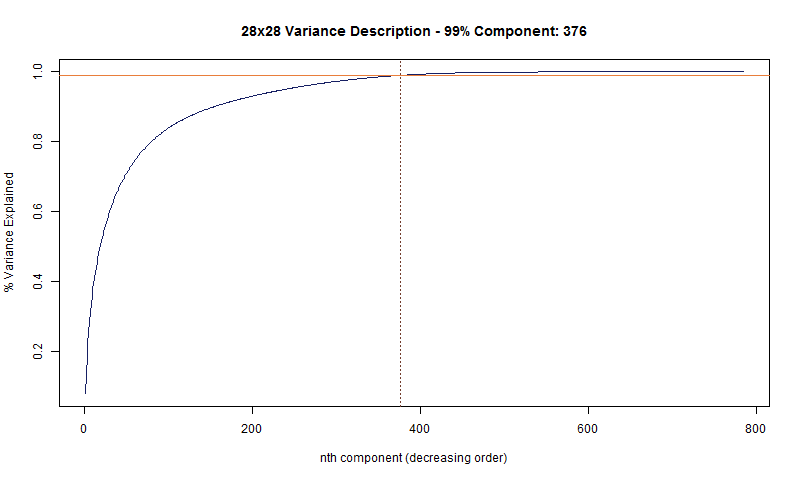 28x28 Variance Description - 99% Component: 376
% Variance Explained
1.0
0.8
0.6
0.4
0.2
0 200 400 600 800
nth component (decreasing order)